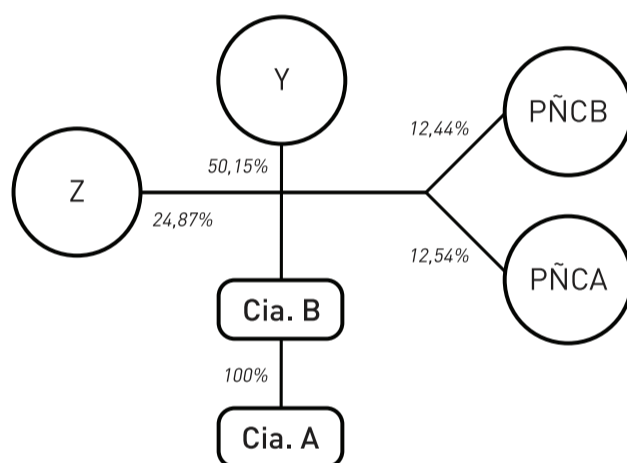 Y
PÑCB
12,44%
50,15%
Z
24,87%
12,54%
PÑCA
Cia. B
100%
Cia. A